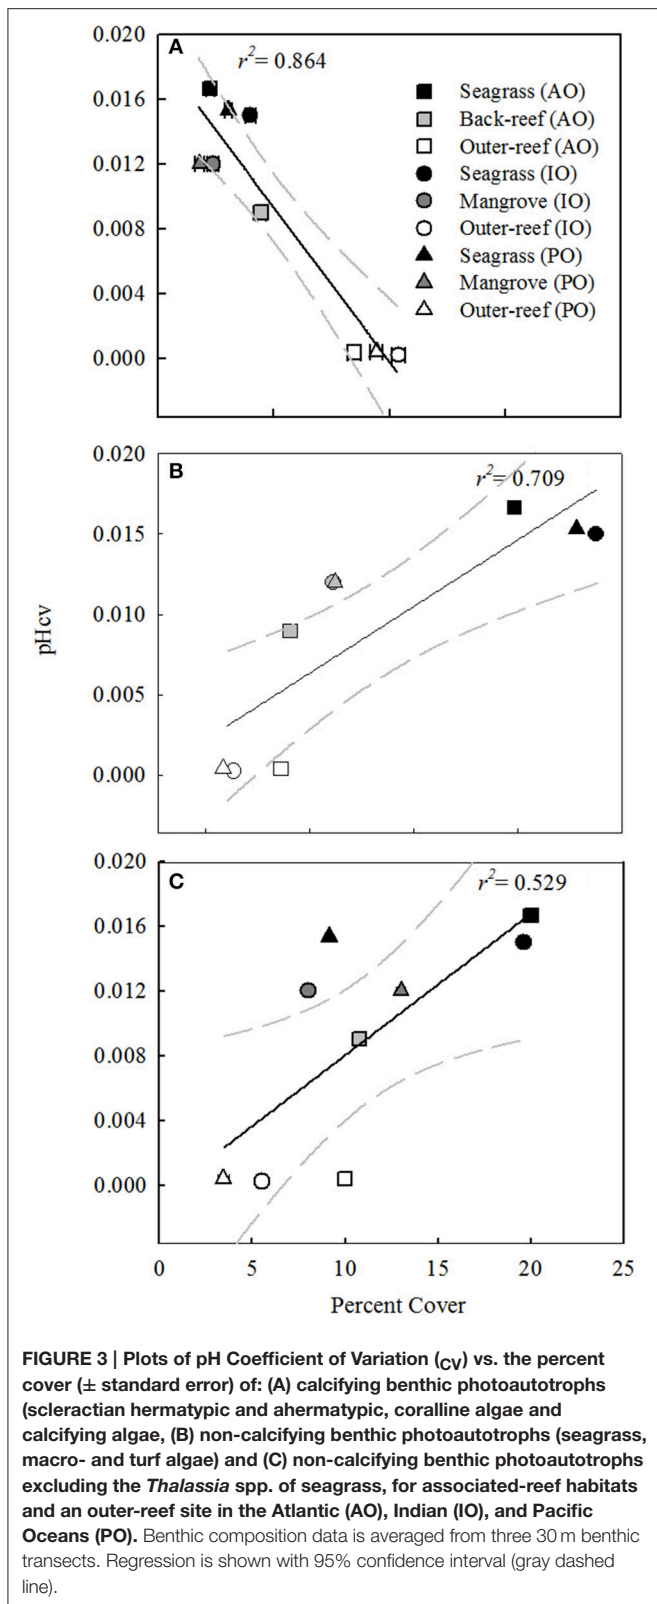 0.020
A
r² = 0.864
0.016
0.012
0.008
0.004
0.000
Seagrass (AO)
Back-reef (AO)
Outer-reef (AO)
Seagrass (IO)
Mangrove (IO)
Outer-reef (IO)
Seagrass (PO)
Mangrove (PO)
Outer-reef (PO)
0.020
B
r² = 0.709
0.015
0.010
0.005
0.000
pHcv
0.020
C
r² = 0.529
0.016
0.012
0.008
0.004
0.000
0 5 10 15 20 25
Percent Cover
FIGURE 3 | Plots of pH Coefficient of Variation (CV) vs. the percent
cover (± standard error) of: (A) calcifying benthic photoautotrophs
(scleractian hermatypic and ahermatypic, coralline algae and
calcifying algae, (B) non-calcifying benthic photoautotrophs (seagrass,
macro- and turf algae) and (C) non-calcifying benthic photoautotrophs
excluding the Thalassia spp. of seagrass, for associated-reef habitats
and an outer-reef site in the Atlantic (AO), Indian (IO), and Pacific
Oceans (PO). Benthic composition data is averaged from three 30 m benthic
transects. Regression is shown with 95% confidence interval (gray dashed
line).